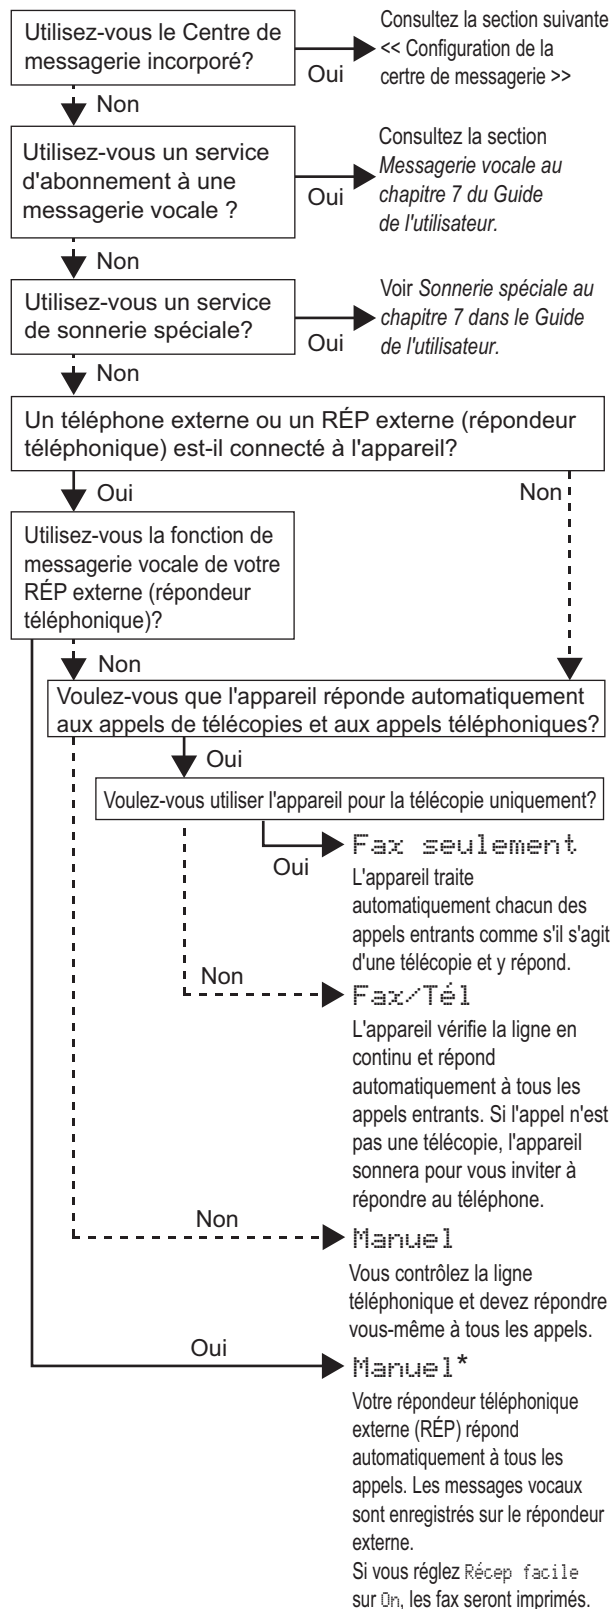 Utilisez-vous le Centre de
messagerie incorporé?
Oui
Consultez la section suivante
<< Configuration de la
certre de messagerie >>
Non
Utilisez-vous un service
d'abonnement à une
messagerie vocale ?
Oui
Consultez la section
Messagerie vocale au
chapitre 7 du Guide
de l'utilisateur.
Non
Utilisez-vous un service
de sonnerie spéciale?
Oui
Voir Sonnerie spéciale au
chapitre 7 dans le Guide
de l'utilisateur.
Non
Un téléphone externe ou un RÉP externe (répondeur
téléphonique) est-il connecté à l'appareil?
Oui
Non
Utilisez-vous la fonction de
messagerie vocale de votre
RÉP externe (répondeur
téléphonique)?
Non
Voulez-vous que l'appareil réponde automatiquement
aux appels de télécopies et aux appels téléphoniques?
Oui
Voulez-vous utiliser l'appareil pour la télécopie uniquement?
Oui
Fax seulement
L'appareil traite
automatiquement chacun des
appels entrants comme s'il s'agit
d'une télécopie et y répond.
Non
Fax/Tél
L'appareil vérifie la ligne en
continu et répond
automatiquement à tous les
appels entrants. Si l'appel n'est
pas une télécopie, l'appareil
sonnera pour vous inviter à
répondre au téléphone.
Non
Manuel
Vous contrôlez la ligne
téléphonique et devez répondre
vous-même à tous les appels.
Oui
Manuel*
Votre répondeur téléphonique
externe (RÉP) répond
automatiquement à tous les
appels. Les messages vocaux
sont enregistrés sur le répondeur
externe.
Si vous réglez Récep facile
sur On, les fax seront imprimés.